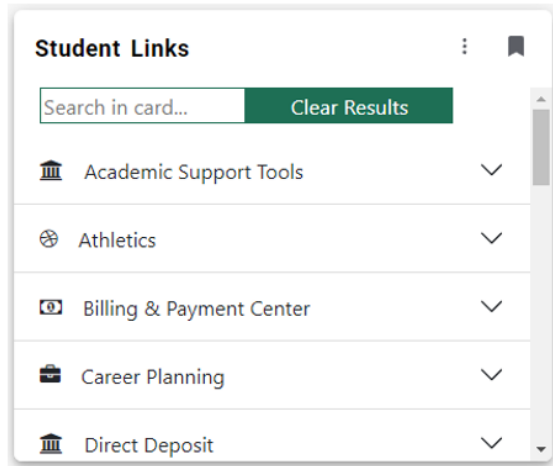 Student Links
Search in card... Clear Results
Academic Support Tools
Athletics
Billing & Payment Center
Career Planning
Direct Deposit